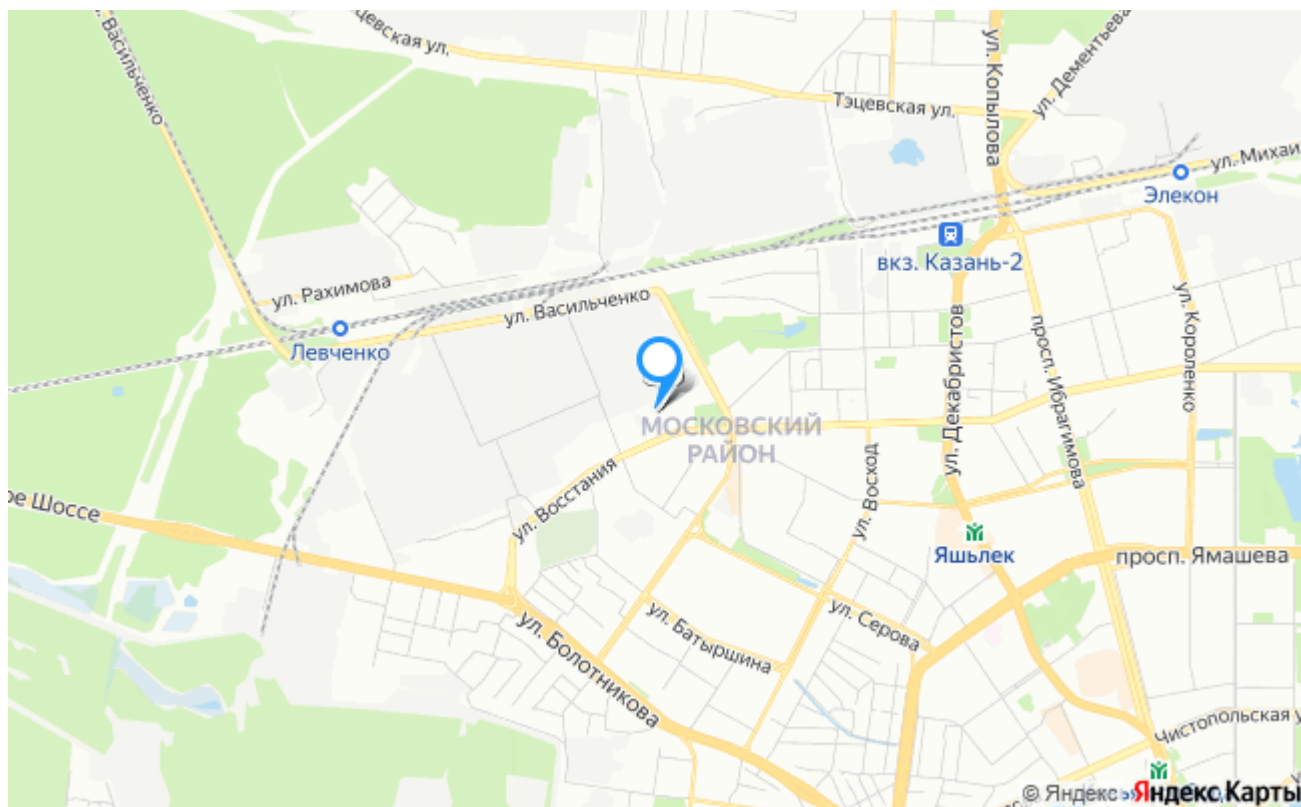 цевская ул.
Васильченко
ул. Копылова
ул. Дементьева
Тэцевская ул.
ул. Михаи
Элекон
вкз. Казань-2
ул. Рахимова
ул. Васильченко
Левченко
ул. Декабристов
просп. Ибрагимова
ул. Короленко
МОСКОВСКИЙ
РАЙОН
ул. Восстания
ул. Восход
ое Шоссе
Яшьлек
просп. Ямашева
ул. Серова
ул. Батыршина
ул. Болотникова
Чистопольская у
© Яндекс
Яндекс Карты